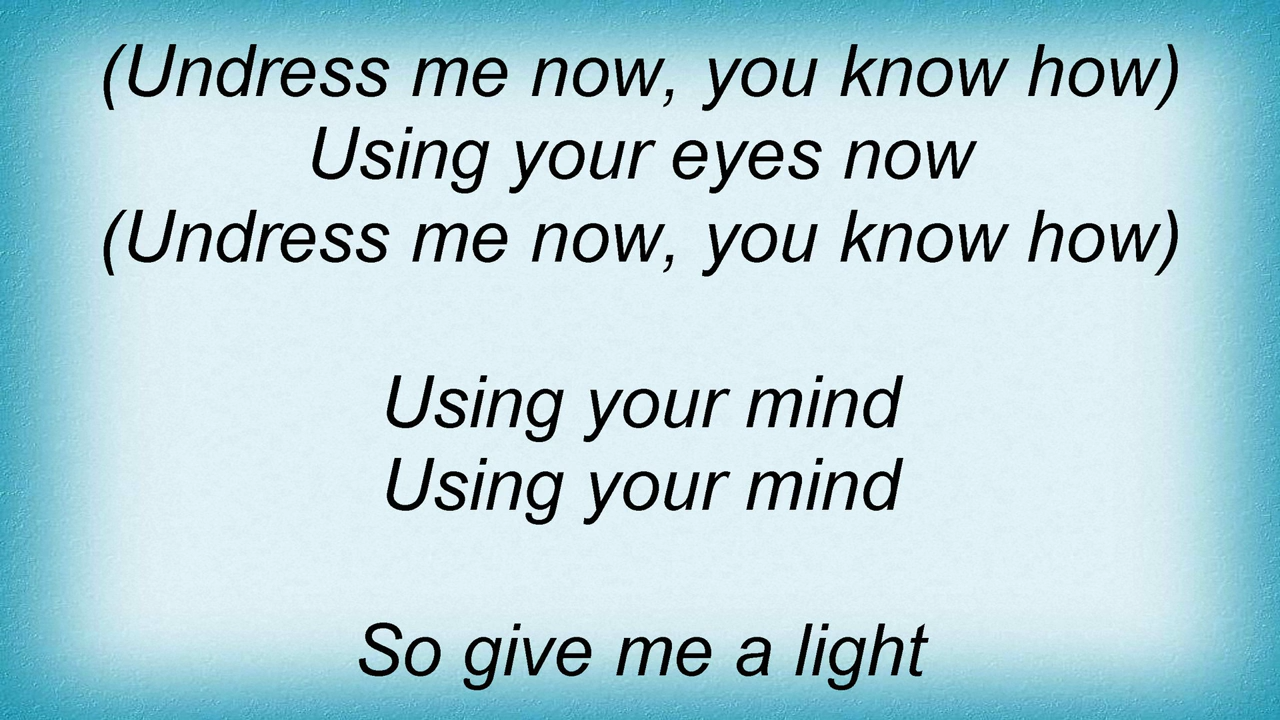 (Undress me now, you know how)
Using your eyes now
(Undress me now, you know how)
Using your mind
Using your mind
So give me a light